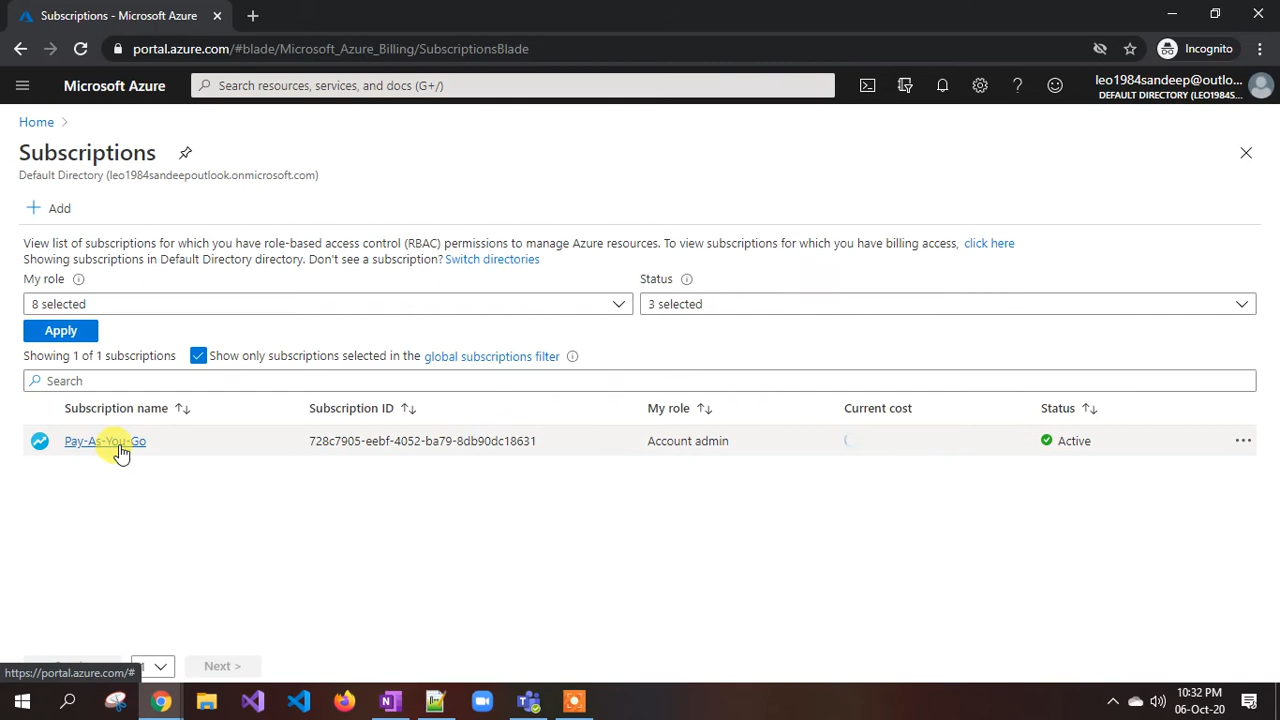 Subscriptions - Microsoft Azure
portal.azure.com/#blade/Microsoft_Azure_Billing/SubscriptionsBlade
Incognito
Microsoft Azure
Search resources, services, and docs (G+/)
leo1984sandeep@outlo...
DEFAULT DIRECTORY (LEO1984S...
Home
Subscriptions
Default Directory (leo1984sandeepoutlook.onmicrosoft.com)
Add
View list of subscriptions for which you have role-based access control (RBAC) permissions to manage Azure resources. To view subscriptions for which you have billing access, click here
Showing subscriptions in Default Directory directory. Don't see a subscription? Switch directories
My role
Status
8 selected
3 selected
Apply
Showing 1 of 1 subscriptions
Show only subscriptions selected in the global subscriptions filter
Search
Subscription name
Subscription ID
My role
Current cost
Status
Pay-As-You-Go
728c7905-eebf-4052-ba79-8db90dc18631
Account admin
Active
Next >
https://portal.azure.com/#
10:32 PM
06-Oct-20